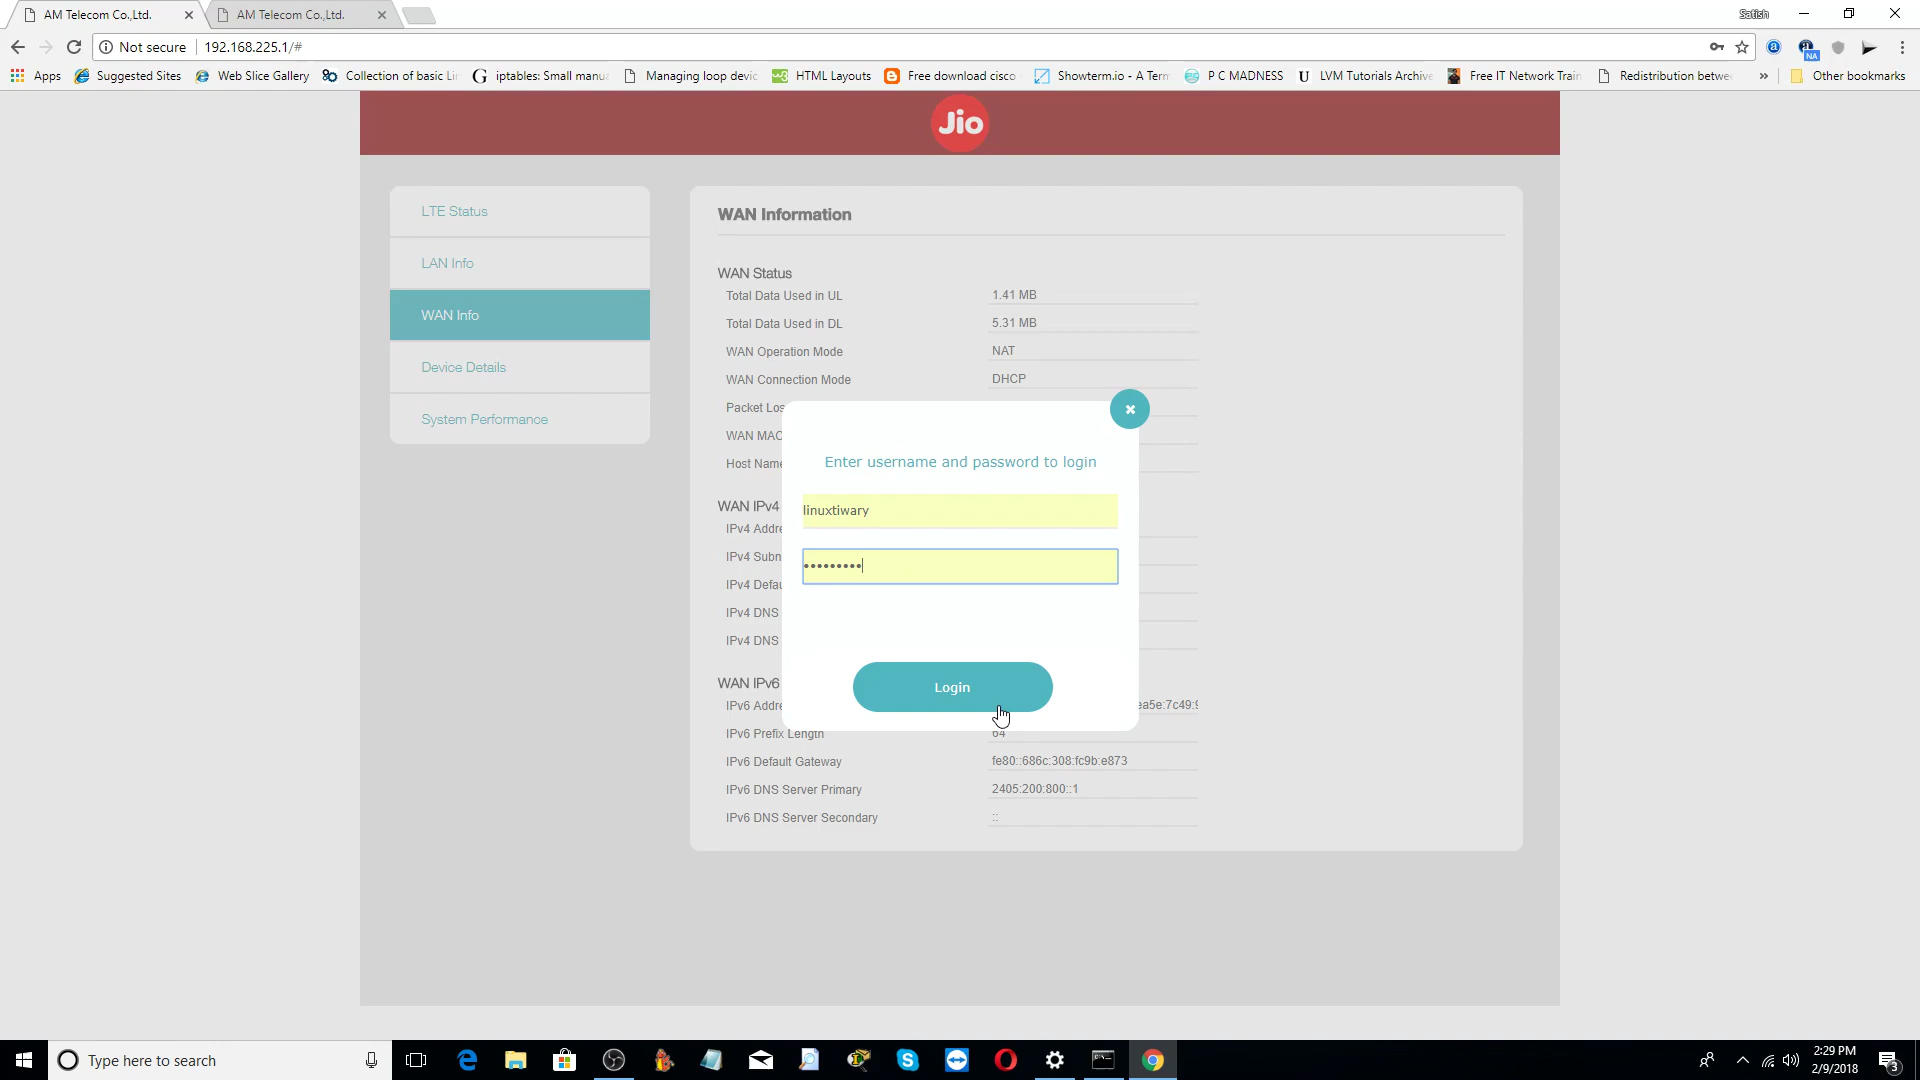 AM Telecom Co.,Ltd.
AM Telecom Co.,Ltd.
Satish
Not secure
192.168.225.1/#
Apps
Suggested Sites
Web Slice Gallery
Collection of basic Li
iptables: Small manu
Managing loop devic
HTML Layouts
Free download cisco
Showterm.io - A Tern
P C MADNESS
LVM Tutorials Archive
Free IT Network Train
Redistribution betwe
Other bookmarks
NA
Jio
LTE Status
LAN Info
WAN Info
Device Details
System Performance
WAN Information
WAN Status
Total Data Used in UL 1.41 MB
Total Data Used in DL 5.31 MB
WAN Operation Mode NAT
WAN Connection Mode DHCP
Packet Los
WAN MAC
Host Name
WAN IPv4
IPv4 Addre
IPv4 Subn
IPv4 Defau
IPv4 DNS
IPv4 DNS
WAN IPv6
IPv6 Addre ea5e:7c49:9
IPv6 Prefix Length 64
IPv6 Default Gateway fe80::686c:308:fc9b:e873
IPv6 DNS Server Primary 2405:200:800::1
IPv6 DNS Server Secondary ::
Enter username and password to login
linuxtiwary
•••••••••
Login
Type here to search
2:29 PM
2/9/2018
3